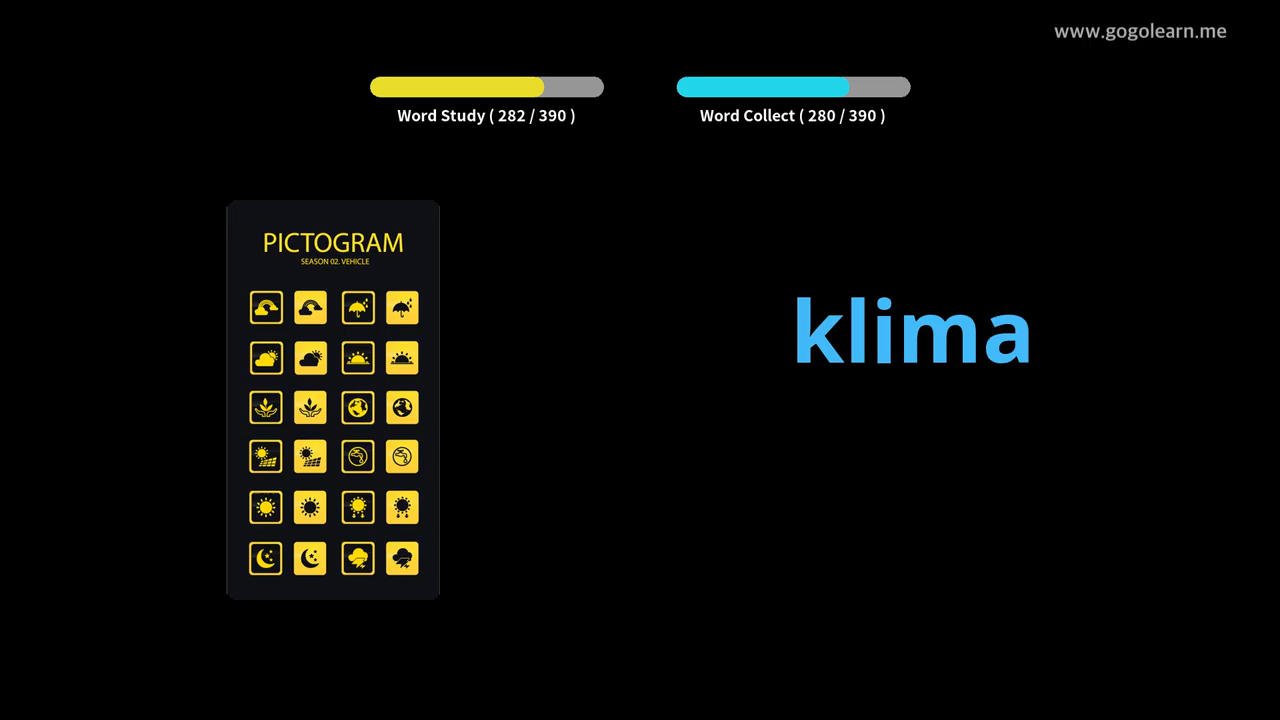 www.gogolearn.me
Word Study ( 282 / 390 )
Word Collect ( 280 / 390 )
PICTOGRAM
SEASON 02. VEHICLE
klima